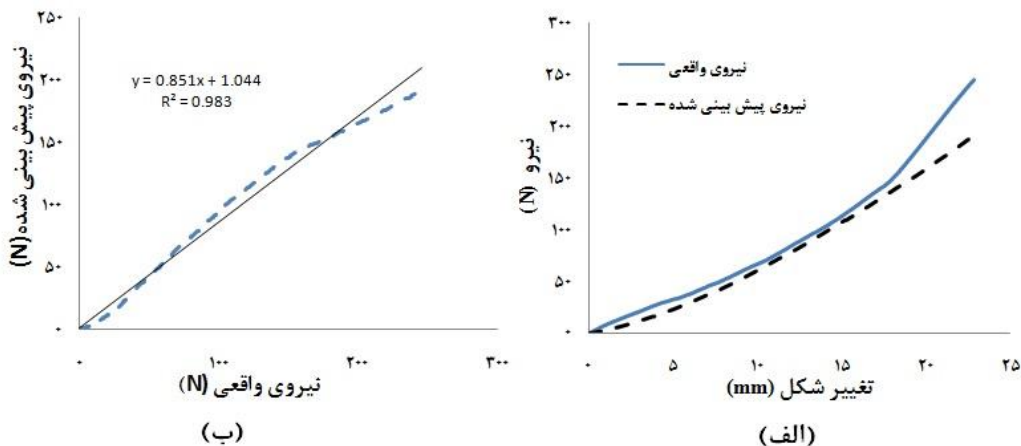 ۳۰۰
۲۵۰
۲۰۰
۱۵۰
۱۰۰
۵۰
۰
نیرو (N)
نیروی واقعی
نیروی پیش بینی شده
۰ ۵ ۱۰ ۱۵ ۲۰ ۲۵
تغییر شکل (mm)
(الف)
۲۵۰
۲۰۰
۱۵۰
۱۰۰
۵۰
۰
نیروی پیش بینی شده (N)
y = 0.851x + 1.044
R² = 0.983
۰ ۱۰۰ ۲۰۰ ۳۰۰
نیروی واقعی (N)
(ب)